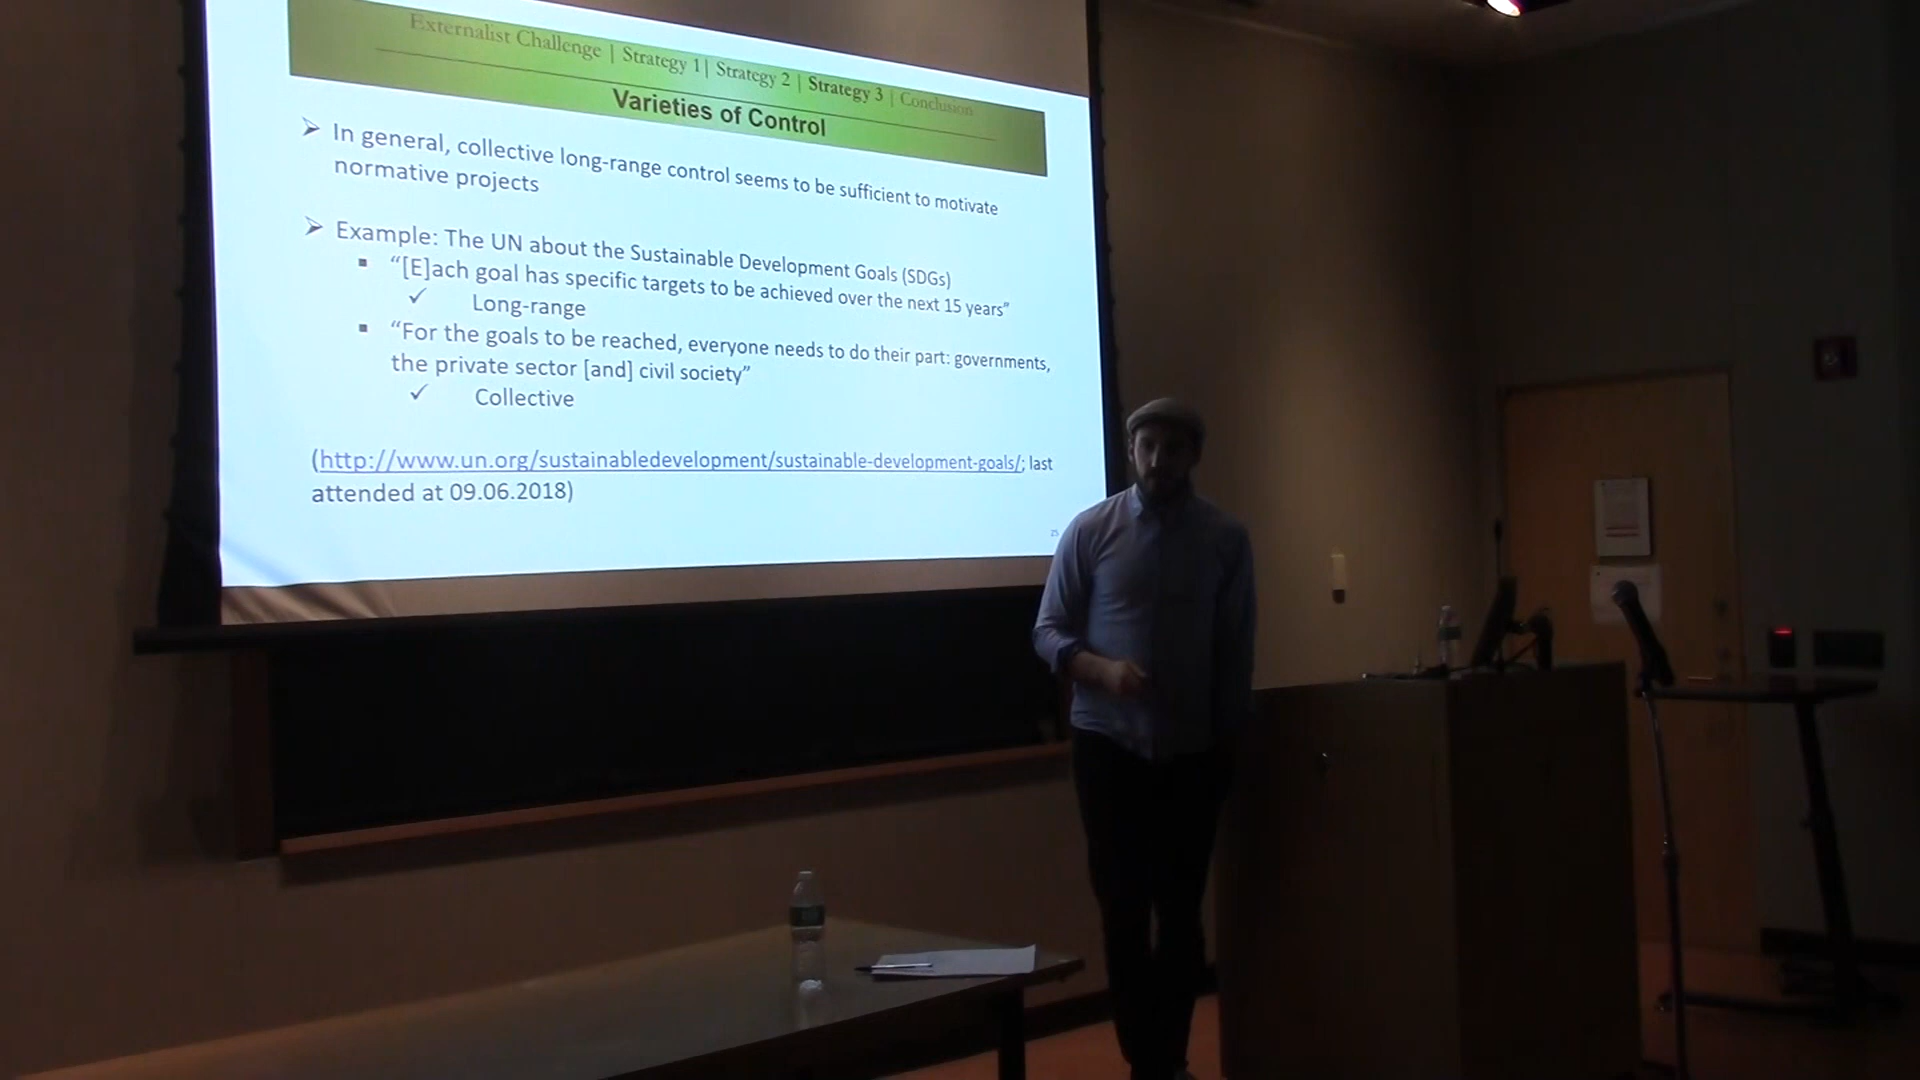 Externalist Challenge | Strategy 1| Strategy 2 | Strategy 3 | Conclusion
Varieties of Control
➢ In general, collective long-range control seems to be sufficient to motivate
normative projects
➢ Example: The UN about the Sustainable Development Goals (SDGs)
▪ “[E]ach goal has specific targets to be achieved over the next 15 years”
✓ Long-range
▪ “For the goals to be reached, everyone needs to do their part: governments,
the private sector [and] civil society”
✓ Collective
(http://www.un.org/sustainabledevelopment/sustainable-development-goals/; last
attended at 09.06.2018)